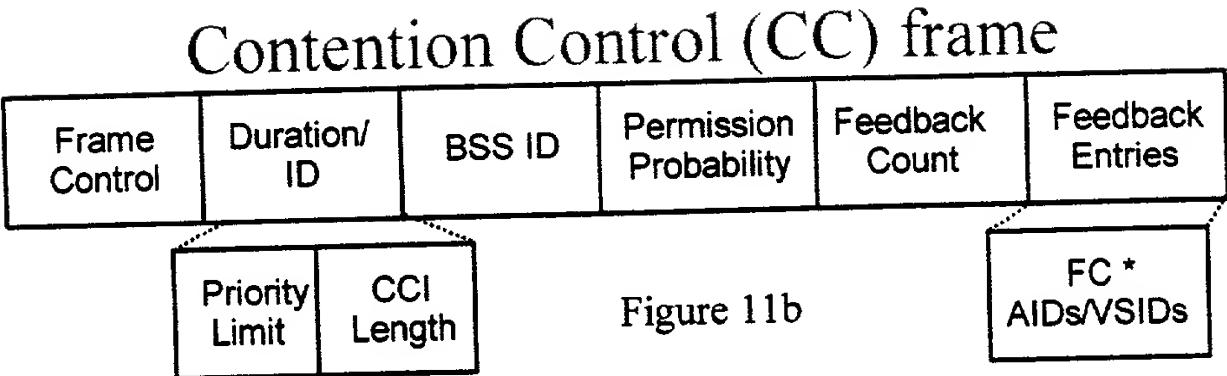 Contention Control (CC) frame
Frame
Control
Duration/
ID
BSS ID
Permission
Probability
Feedback
Count
Feedback
Entries
Priority
Limit
CCI
Length
Figure 11b
FC *
AIDs/VSIDs